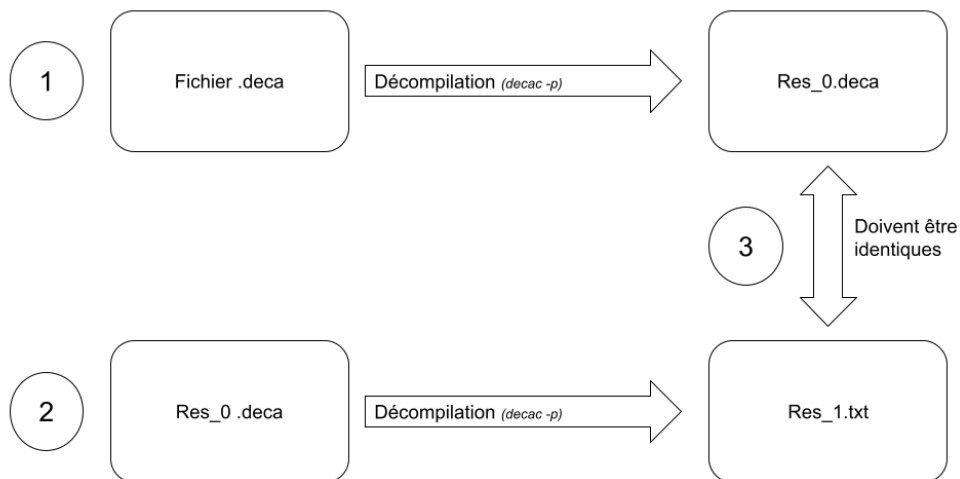 1
Fichier .deca
Décompilation (decac -p)
Res_0.deca
3
Doivent être
identiques
2
Res_0 .deca
Décompilation (decac -p)
Res_1.txt